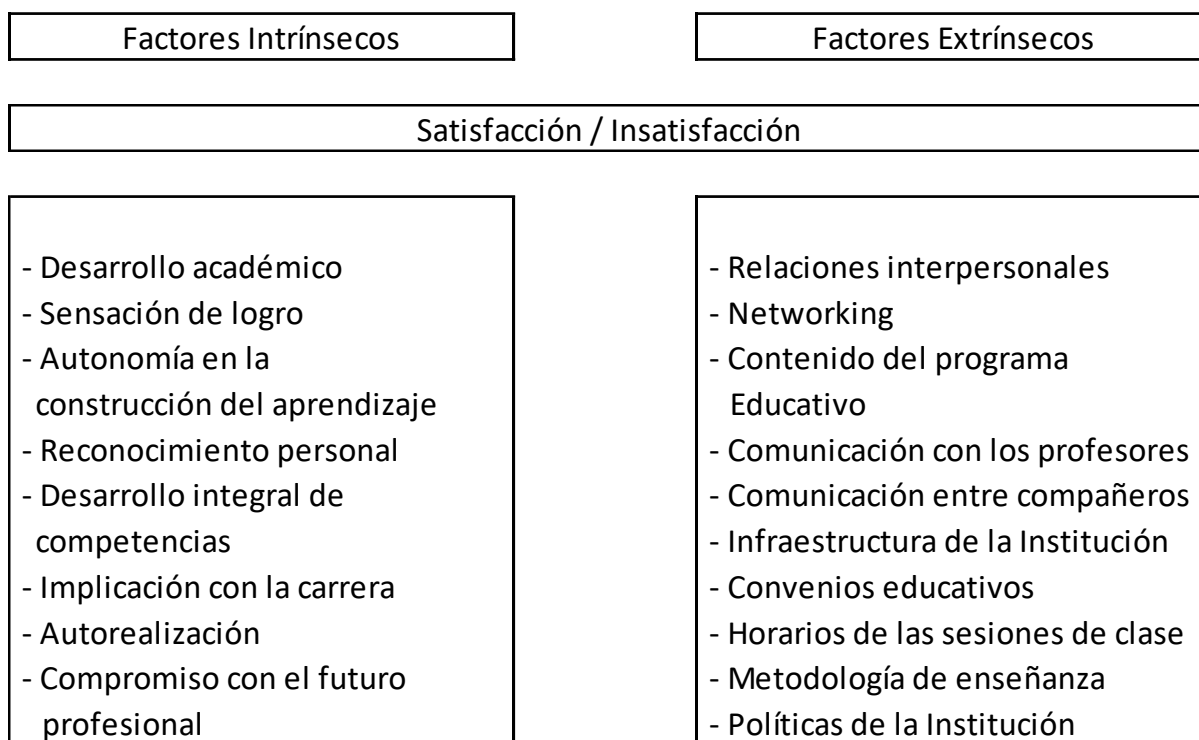 Factores Intrínsecos
Factores Extrínsecos
Satisfacción / Insatisfacción
- Desarrollo académico
- Sensación de logro
- Autonomía en la
construcción del aprendizaje
- Reconocimiento personal
- Desarrollo integral de
competencias
- Implicación con la carrera
- Autorealización
- Compromiso con el futuro
profesional
- Relaciones interpersonales
- Networking
- Contenido del programa
Educativo
- Comunicación con los profesores
- Comunicación entre compañeros
- Infraestructura de la Institución
- Convenios educativos
- Horarios de las sesiones de clase
- Metodología de enseñanza
- Políticas de la Institución